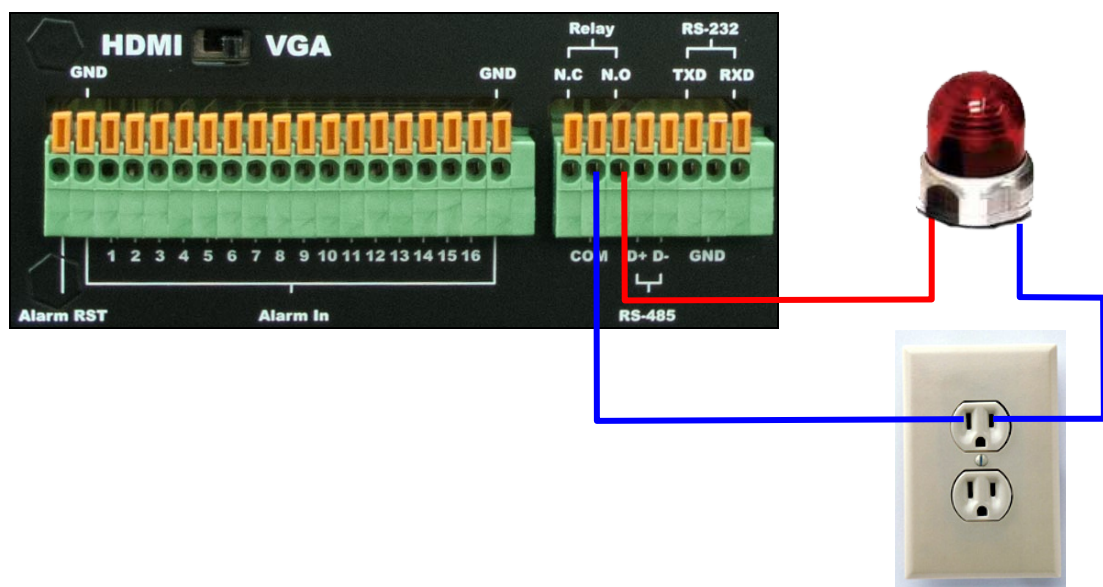 HDMI VGA
Relay RS-232
GND GND N.C N.O TXD RXD
1 2 3 4 5 6 7 8 9 10 11 12 13 14 15 16 COM D+ D- GND
Alarm RST Alarm In RS-485